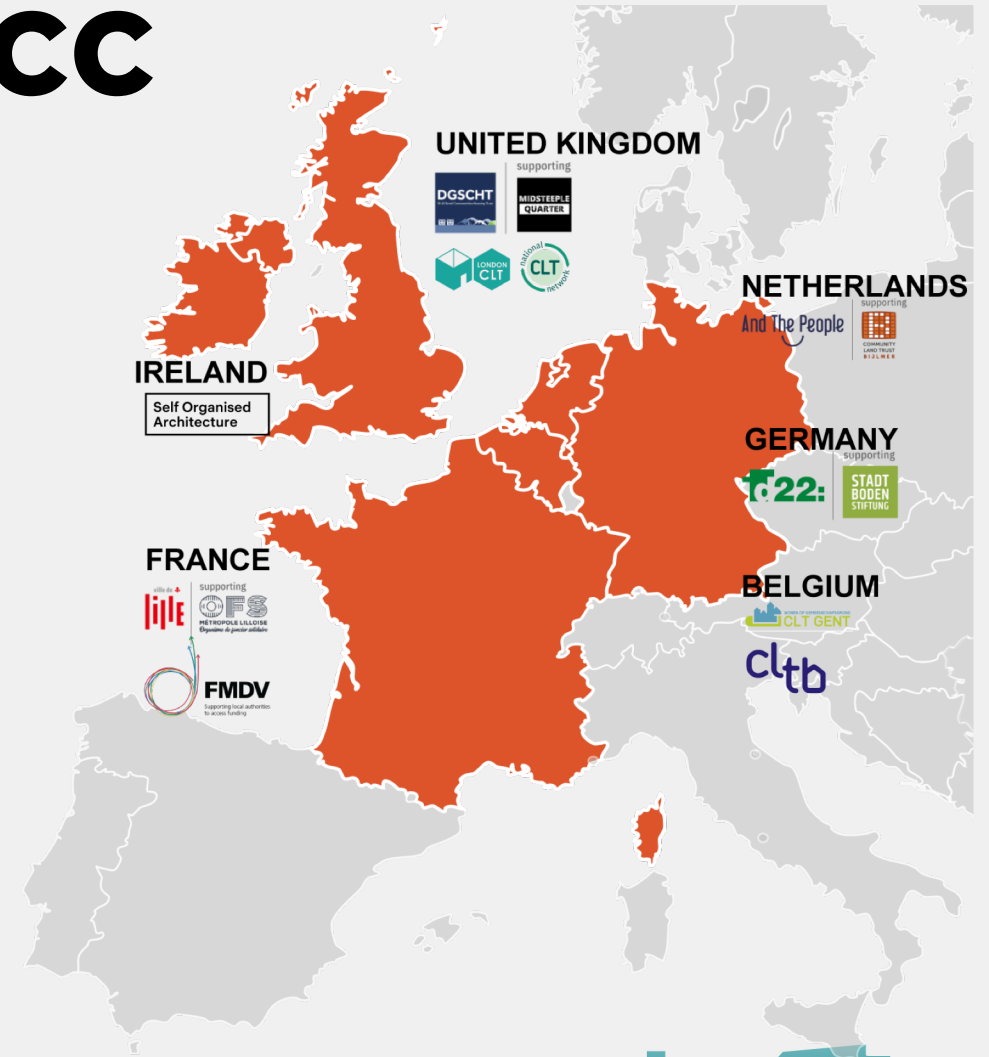 CC
UNITED KINGDOM
supporting
DGSCHT
MIDSTEEPLE
QUARTER
LONDON
CLT
national
CLT
network
NETHERLANDS
supporting
And The People
COMMUNITY
LAND TRUST
BIJLMER
IRELAND
Self Organised
Architecture
GERMANY
supporting
d22:
STADT
BODEN
STIFTUNG
FRANCE
ville de
lille
supporting
OFS
MÉTROPOLE LILLOISE
Organisme de foncier solidaire
FMDV
Supporting local authorities
to access funding
BELGIUM
CLT GENT
cltb